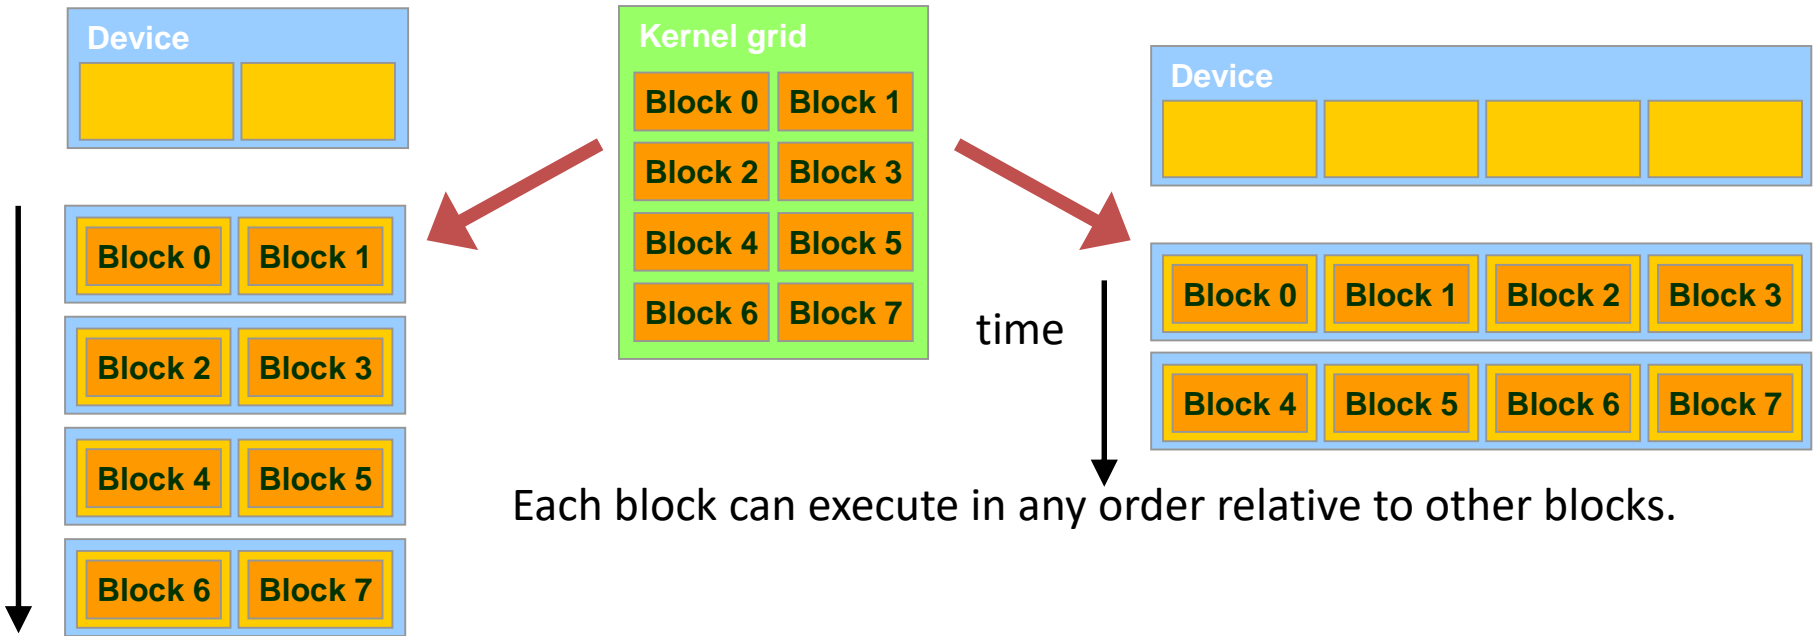 Device
Block 0 Block 1
Block 2 Block 3
Block 4 Block 5
Block 6 Block 7
Kernel grid
Block 0 Block 1
Block 2 Block 3
Block 4 Block 5
Block 6 Block 7
Device
time
Block 0 Block 1 Block 2 Block 3
Block 4 Block 5 Block 6 Block 7
Each block can execute in any order relative to other blocks.